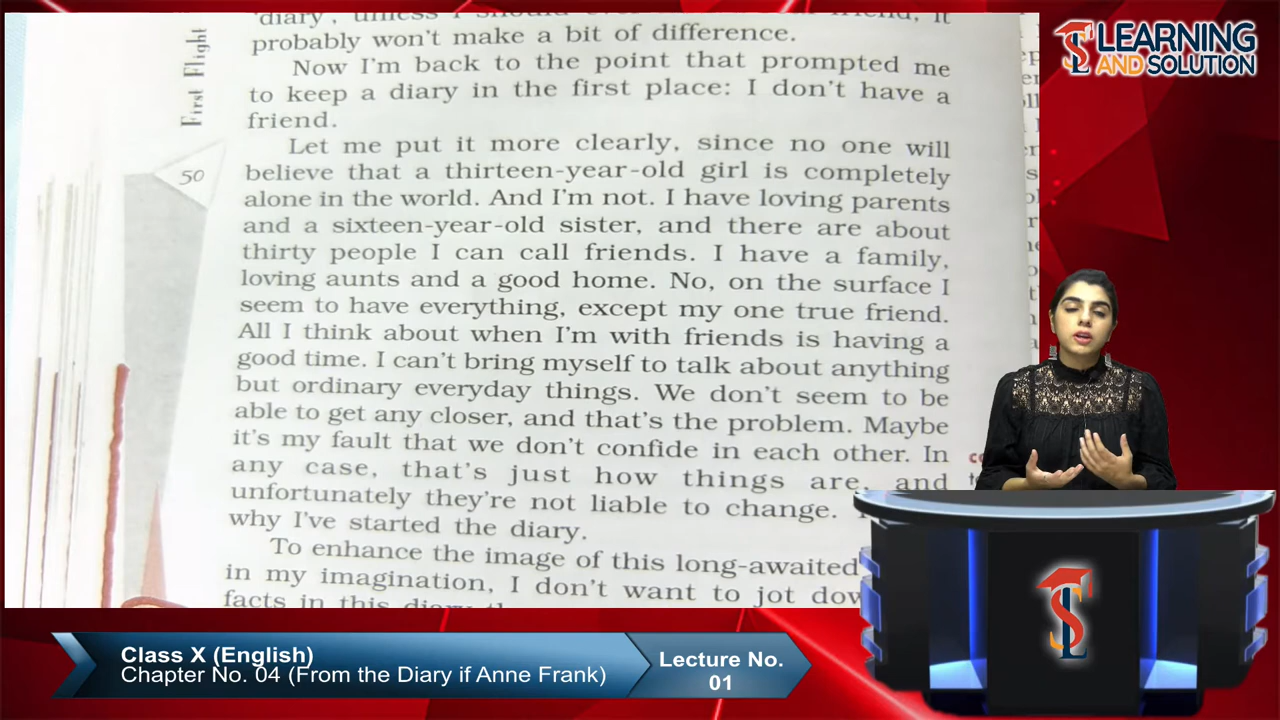 'diary', unless I should friend, it
probably won't make a bit of difference.
Now I'm back to the point that prompted me
to keep a diary in the first place: I don't have a
friend.
Let me put it more clearly, since no one will
believe that a thirteen-year-old girl is completely
alone in the world. And I'm not. I have loving parents
and a sixteen-year-old sister, and there are about
thirty people I can call friends. I have a family,
loving aunts and a good home. No, on the surface I
seem to have everything, except my one true friend.
All I think about when I'm with friends is having a
good time. I can't bring myself to talk about anything
but ordinary everyday things. We don't seem to be
able to get any closer, and that's the problem. Maybe
it's my fault that we don't confide in each other. In
any case, that's just how things are, and
unfortunately they're not liable to change.
why I've started the diary.
To enhance the image of this long-awaited
in my imagination, I don't want to jot
facts in this
First Flight
50
LEARNING
AND SOLUTION
Class X (English)
Chapter No. 04 (From the Diary if Anne Frank)
Lecture No.
01